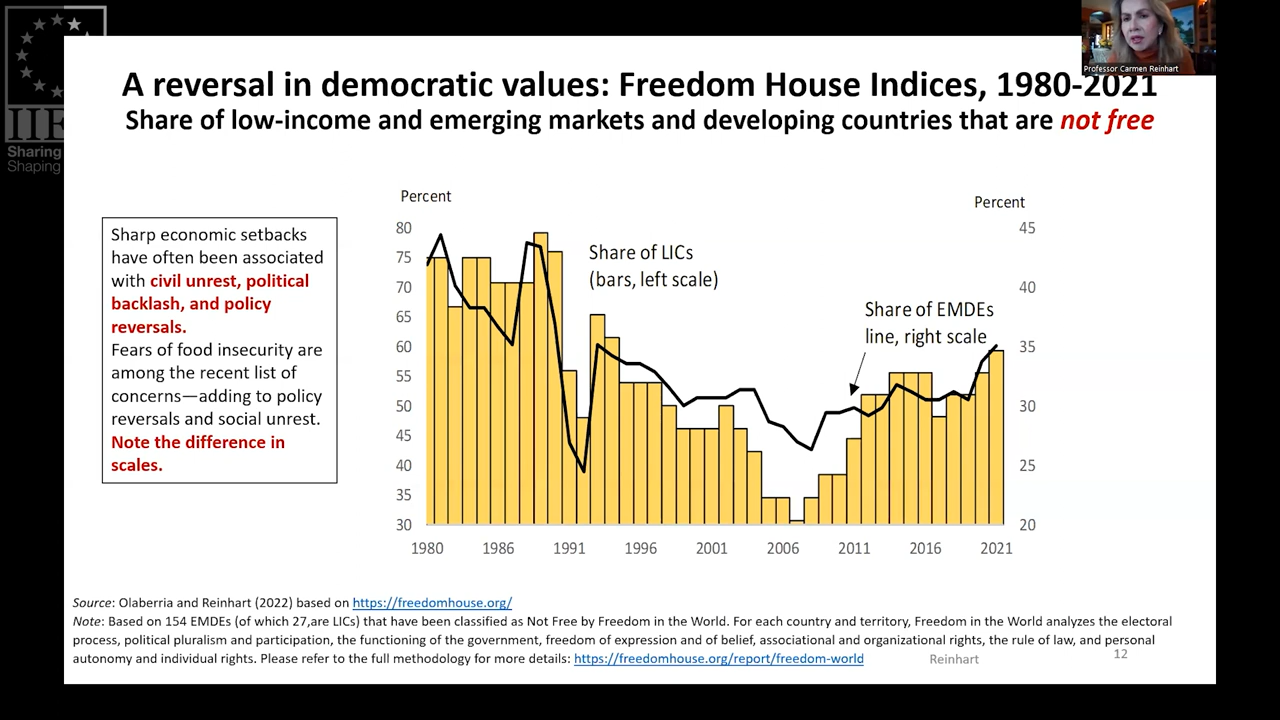 IIE
Sharing
Shaping
Professor Carmen Reinhart
A reversal in democratic values: Freedom House Indices, 1980-2021
Share of low-income and emerging markets and developing countries that are not free
Sharp economic setbacks
have often been associated
with civil unrest, political
backlash, and policy
reversals.
Fears of food insecurity are
among the recent list of
concerns—adding to policy
reversals and social unrest.
Note the difference in
scales.
Percent
Percent
80
75
70
65
60
55
50
45
40
35
30
45
40
35
30
25
20
Share of LICs
(bars, left scale)
Share of EMDEs
line, right scale
1980 1986 1991 1996 2001 2006 2011 2016 2021
Source: Olaberria and Reinhart (2022) based on https://freedomhouse.org/
Note: Based on 154 EMDEs (of which 27,are LICs) that have been classified as Not Free by Freedom in the World. For each country and territory, Freedom in the World analyzes the electoral
process, political pluralism and participation, the functioning of the government, freedom of expression and of belief, associational and organizational rights, the rule of law, and personal
autonomy and individual rights. Please refer to the full methodology for more details: https://freedomhouse.org/report/freedom-world
Reinhart
12